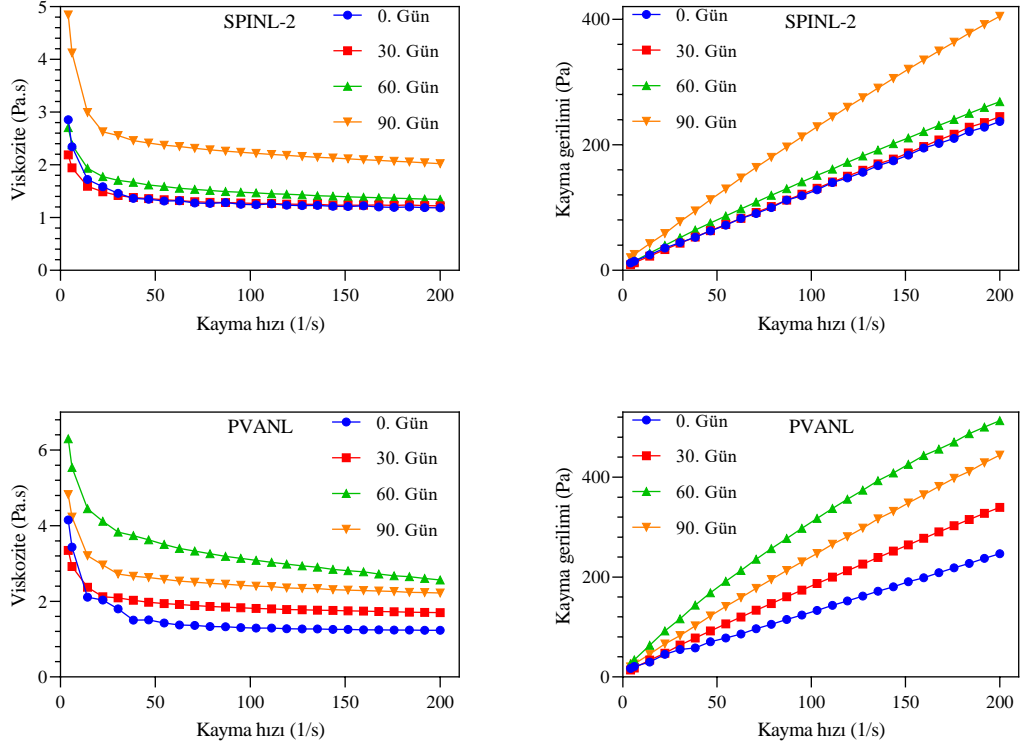 SPINL-2
0. Gün
30. Gün
60. Gün
90. Gün
Viskozite (Pa.s)
5
4
3
2
1
0
0
50
100
150
200
Kayma hızı (1/s)
SPINL-2
0. Gün
30. Gün
60. Gün
90. Gün
Kayma gerilimi (Pa)
400
200
0
0
50
100
150
200
Kayma hızı (1/s)
PVANL
0. Gün
30. Gün
60. Gün
90. Gün
Viskozite (Pa.s)
6
4
2
0
0
50
100
150
200
Kayma hızı (1/s)
PVANL
0. Gün
30. Gün
60. Gün
90. Gün
Kayma gerilimi (Pa)
400
200
0
0
50
100
150
200
Kayma hızı (1/s)